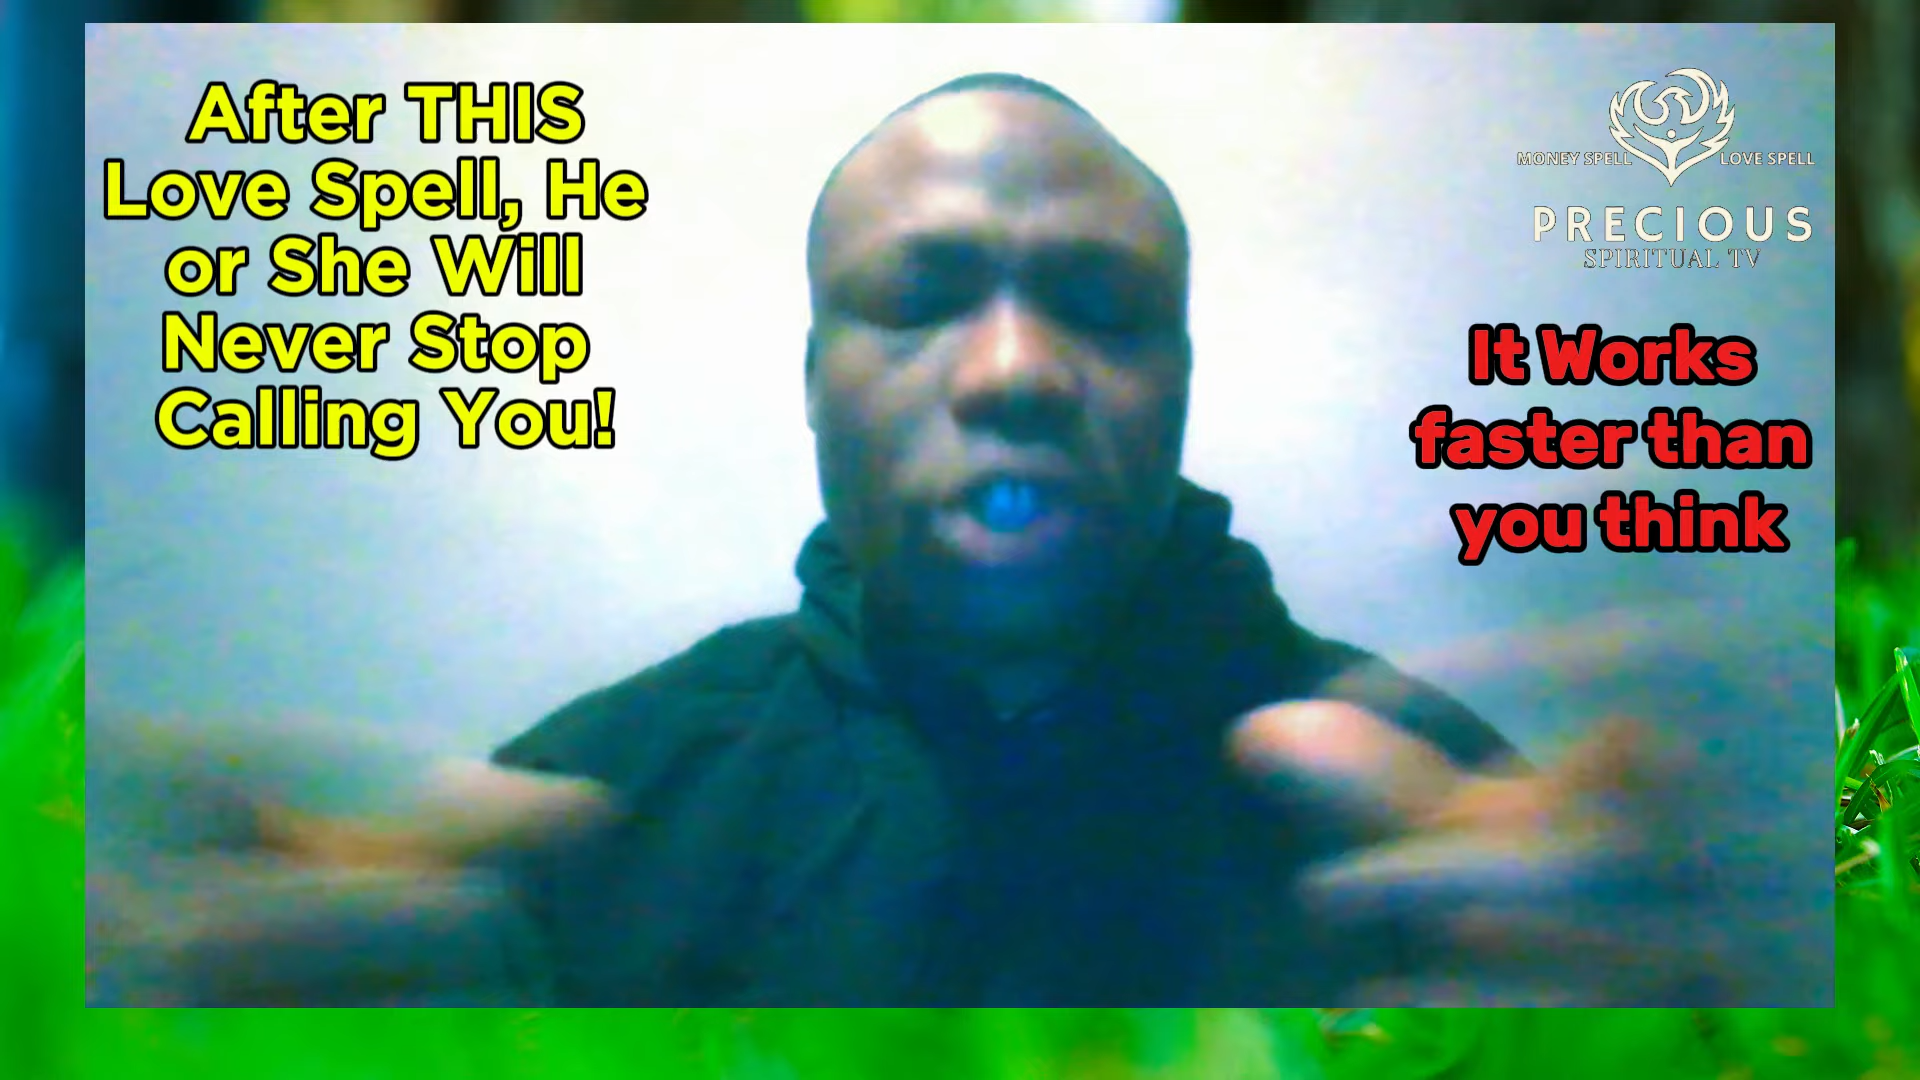 After THIS
Love Spell, He
or She Will
Never Stop
Calling You!
MONEY SPELL LOVE SPELL
PRECIOUS
SPIRITUAL TV
It Works
faster than
you think